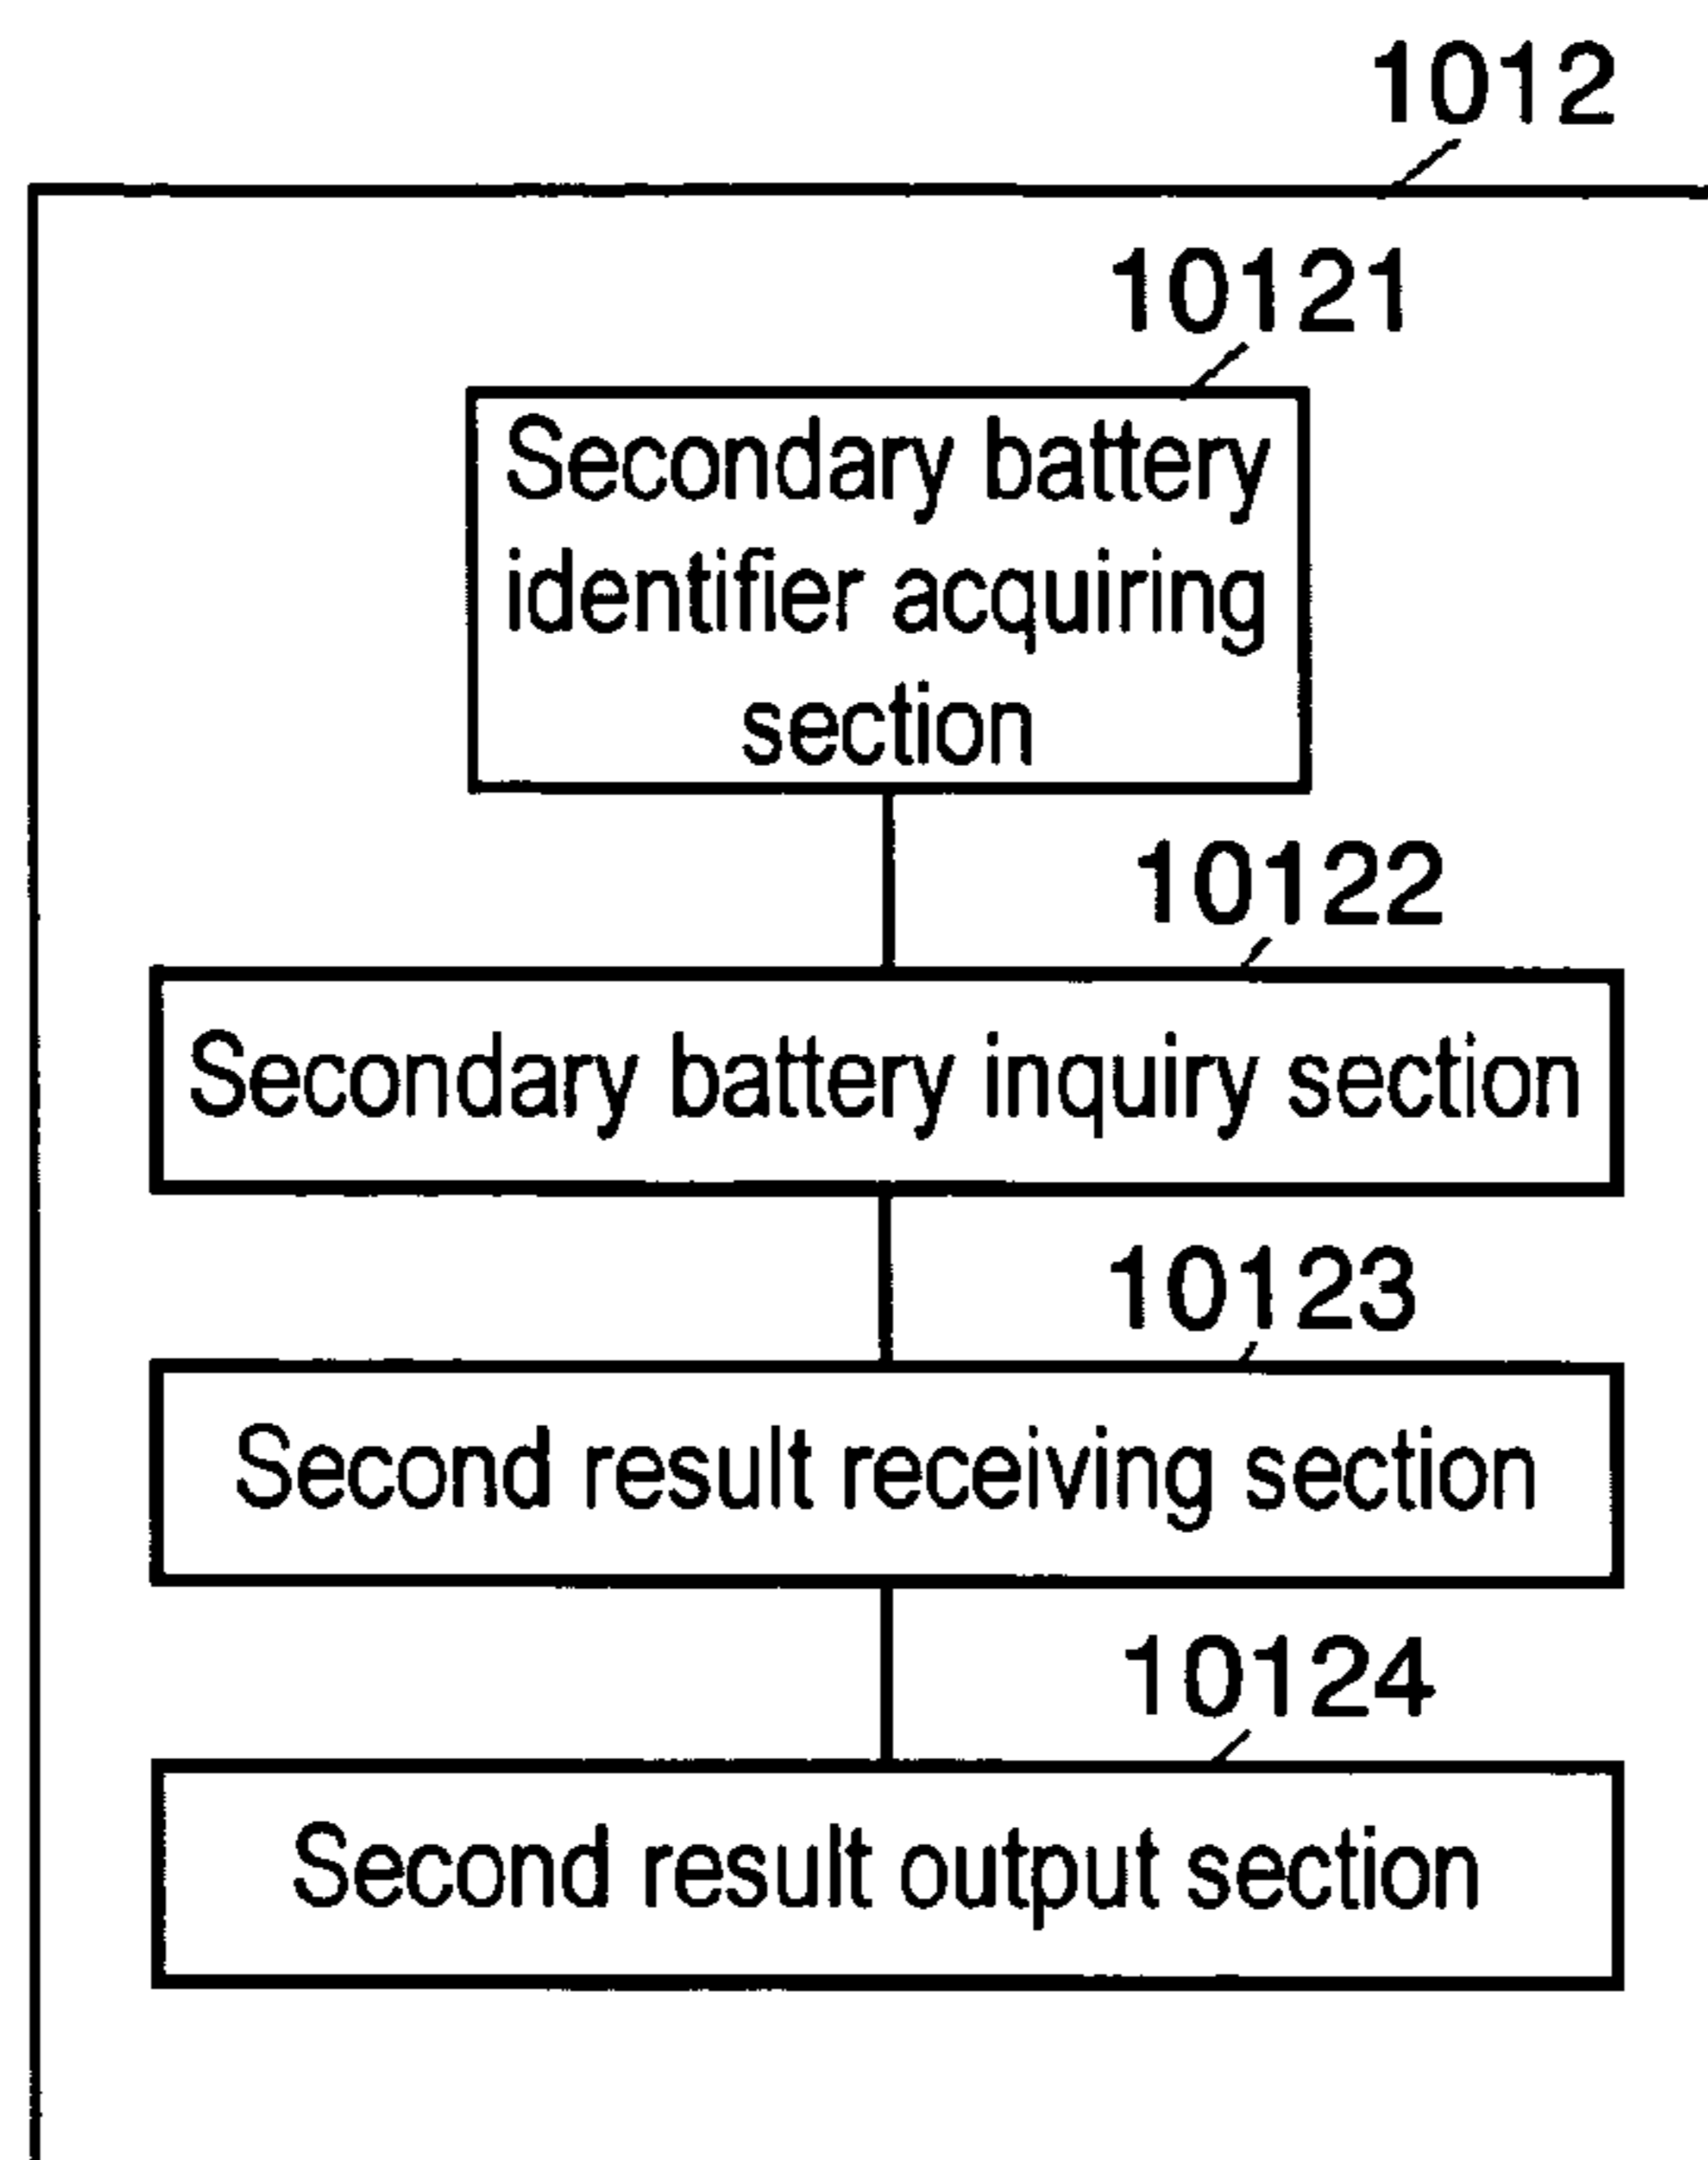 1012
10121
Secondary battery
identifier acquiring
section
10122
Secondary battery inquiry section
10123
Second result receiving section
10124
Second result output section